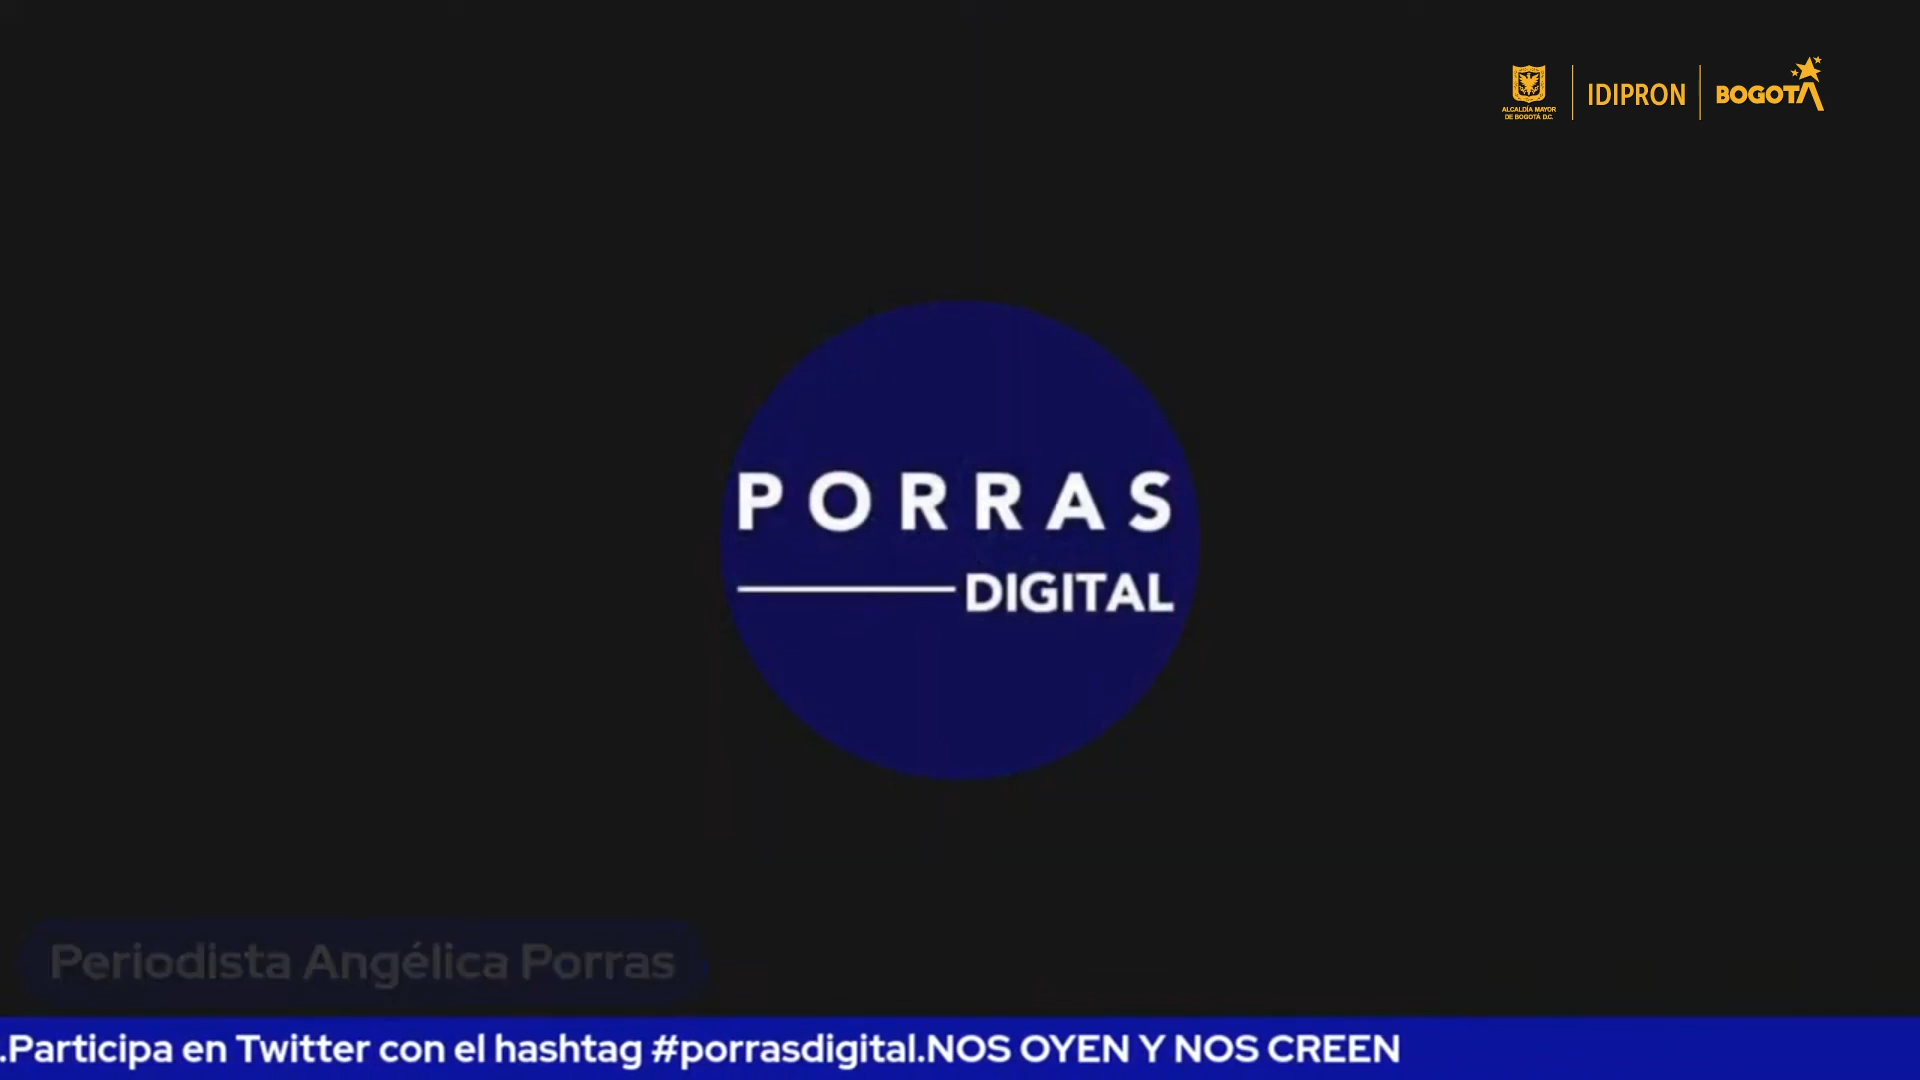 ALCALDÍA MAYOR
DE BOGOTÁ D.C.
IDIPRON
BOGOTÁ
PORRAS
DIGITAL
Periodista Angélica Porras
.Participa en Twitter con el hashtag #porrasdigital.NOS OYEN Y NOS CREEN